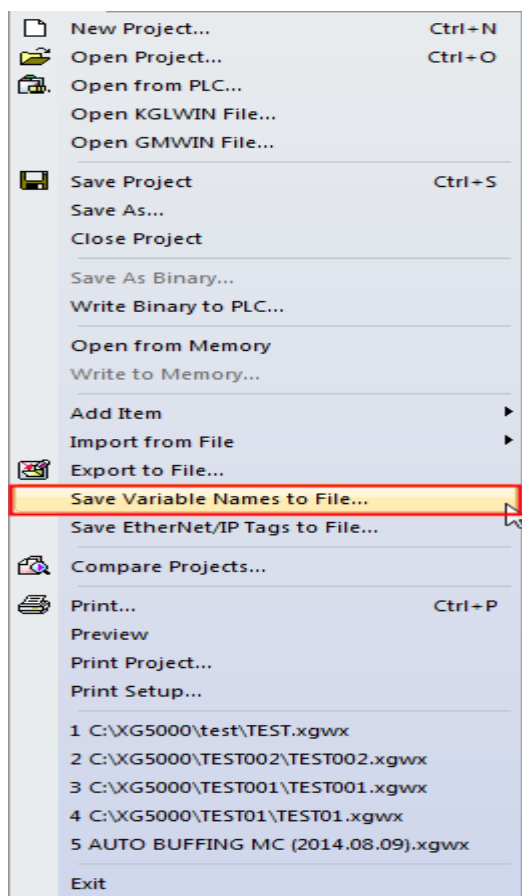 New Project... Ctrl+N
Open Project... Ctrl+O
Open from PLC...
Open KGLWIN File...
Open GMWIN File...
Save Project Ctrl+S
Save As...
Close Project
Save As Binary...
Write Binary to PLC...
Open from Memory
Write to Memory...
Add Item
Import from File
Export to File...
Save Variable Names to File...
Save EtherNet/IP Tags to File...
Compare Projects...
Print... Ctrl+P
Preview
Print Project...
Print Setup...
1 C:\XG5000\test\TEST.xgwx
2 C:\XG5000\TEST002\TEST002.xgwx
3 C:\XG5000\TEST001\TEST001.xgwx
4 C:\XG5000\TEST01\TEST01.xgwx
5 AUTO BUFFING MC (2014.08.09).xgwx
Exit